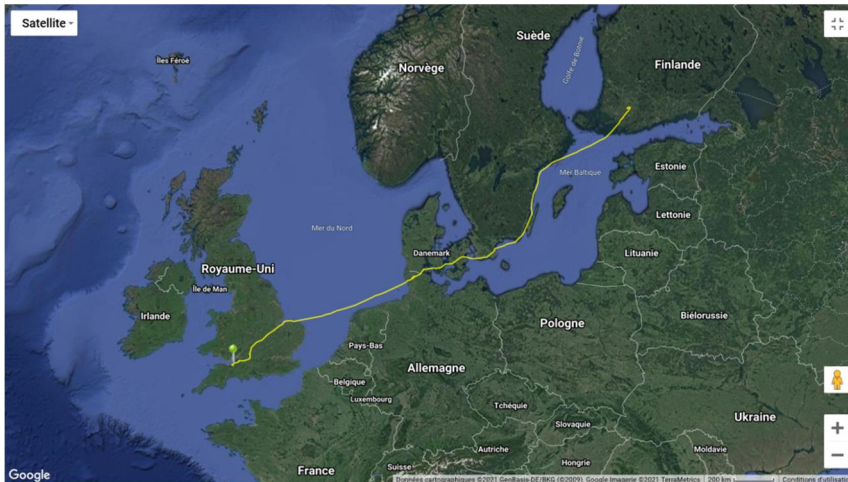 Satellite
Suède
Norvège
Finlande
Îles Féroé
Golfe de Botnie
Mer Baltique
Estonie
Lettonie
Mer du Nord
Danemark
Lituanie
Royaume-Uni
Île de Man
Irlande
Biélorussie
Pologne
Pays-Bas
Allemagne
Belgique
Luxembourg
Tchéquie
Ukraine
Slovaquie
Autriche
Moldavie
Hongrie
Suisse
France
Google
Données cartographiques ©2021 GeoBasis-DE/BKG (©2009), Google Imagerie ©2021 TerraMetrics
200 km
Conditions d'utilisatio